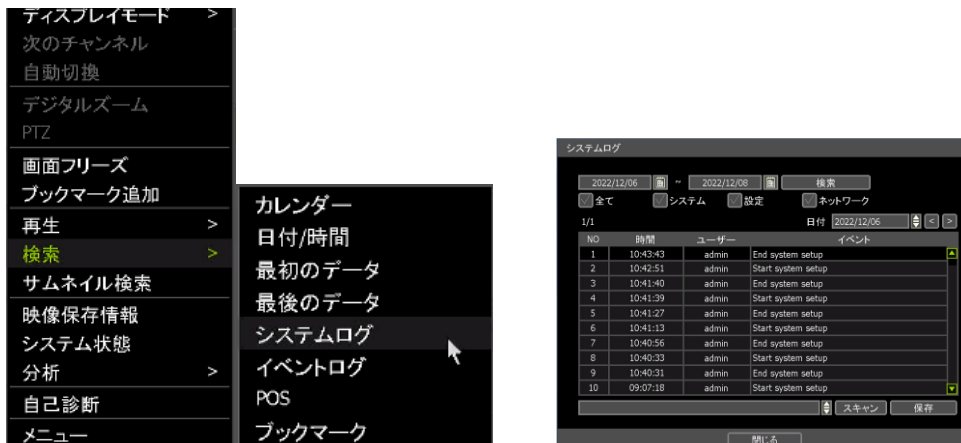 ディスプレイモード >
次のチャンネル
自動切換
デジタルズーム
PTZ
画面フリーズ
ブックマーク追加
再生 >
検索 >
サムネイル検索
映像保存情報
システム状態
分析 >
自己診断
メニュー
カレンダー
日付/時間
最初のデータ
最後のデータ
システムログ
イベントログ
POS
ブックマーク
システムログ
2022/12/06 ~ 2022/12/08 検索
全て システム 設定 ネットワーク
1/1 日付 2022/12/06 < >
NO 時間 ユーザー イベント
1 10:43:43 admin End system setup
2 10:42:51 admin Start system setup
3 10:41:40 admin End system setup
4 10:41:39 admin Start system setup
5 10:41:27 admin End system setup
6 10:41:13 admin Start system setup
7 10:40:56 admin End system setup
8 10:40:33 admin Start system setup
9 10:40:31 admin End system setup
10 09:07:18 admin Start system setup
スキャン 保存
閉じる